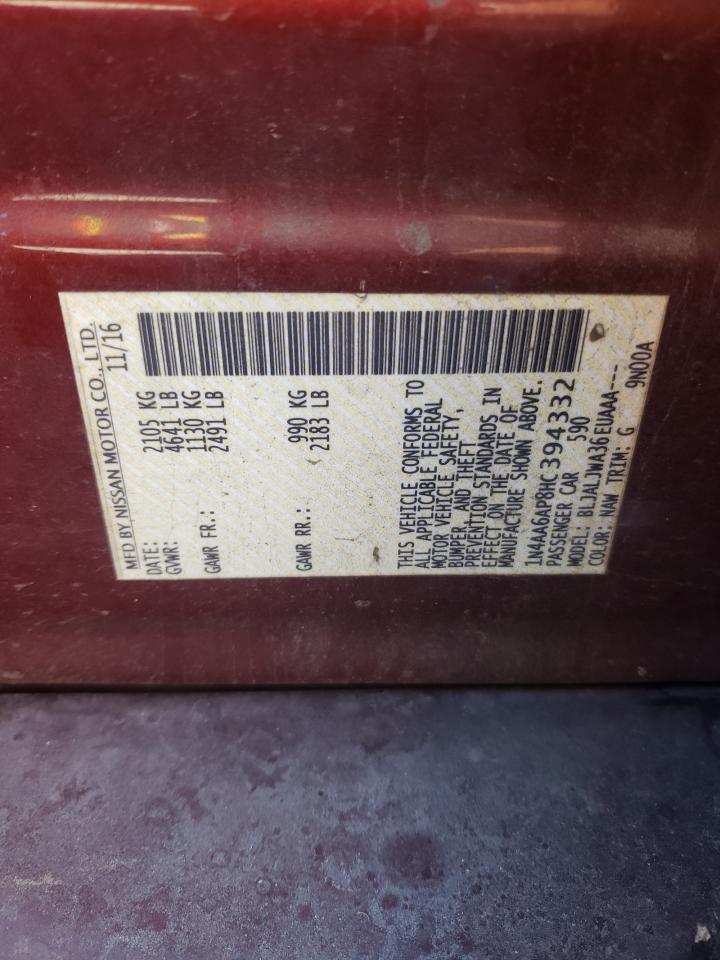 MFD BY NISSAN MOTOR CO., LTD.
DATE: 11/16
GVWR: 2105 KG
4641 LB
GAWR FR.: 1130 KG
2491 LB
GAWR RR.: 990 KG
2183 LB
THIS VEHICLE CONFORMS TO
ALL APPLICABLE FEDERAL
MOTOR VEHICLE SAFETY,
BUMPER, AND THEFT
PREVENTION STANDARDS IN
EFFECT ON THE DATE OF
MANUFACTURE SHOWN ABOVE.
1N4AA6AP8HC394332
PASSENGER CAR 590
MODEL: BLJALJWA36EUAAA---
COLOR: NAW TRIM: G 9N00A